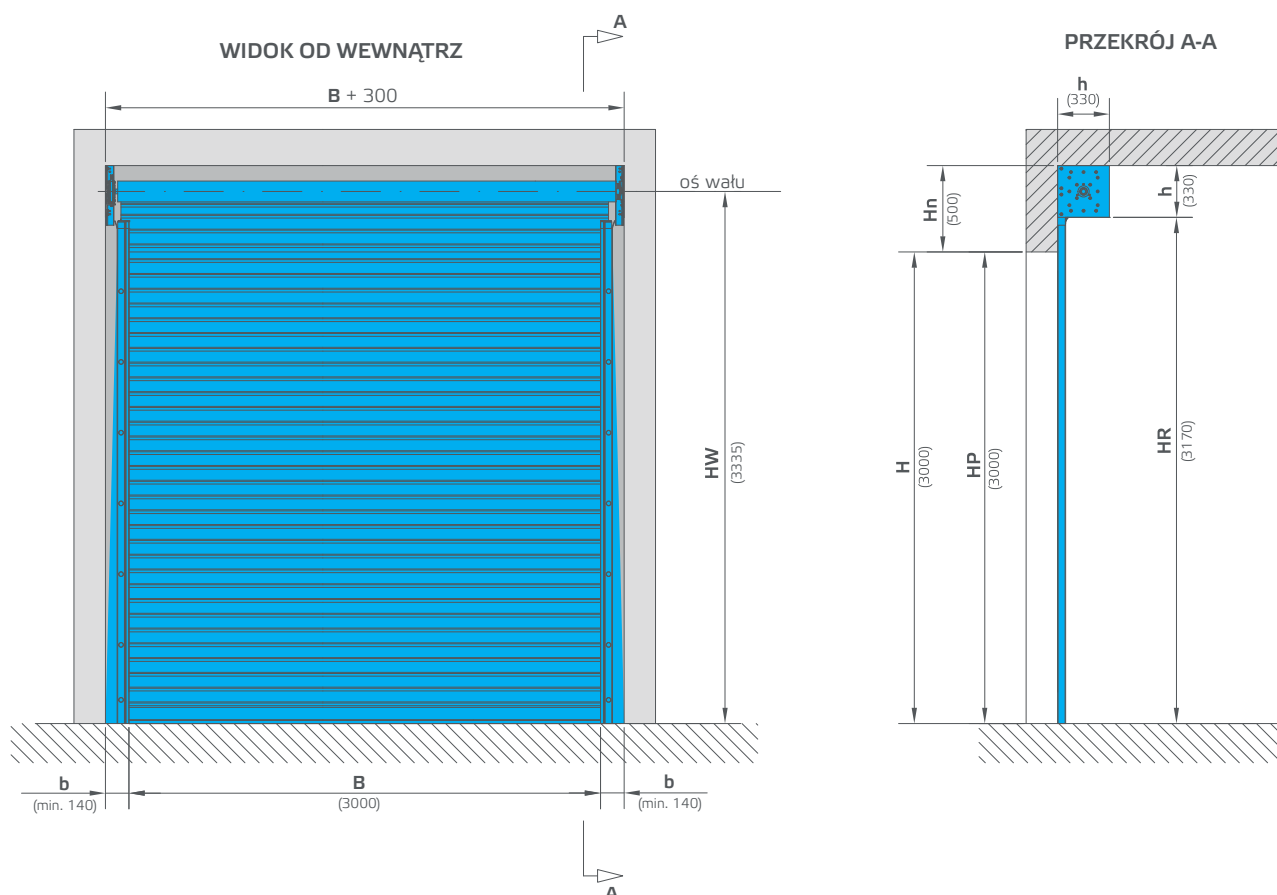 A
WIDOK OD WEWNĄTRZ
B + 300
oś wału
HW
(3335)
b
(min. 140)
B
(3000)
b
(min. 140)
A
PRZEKRÓJ A-A
h
(330)
Hn
(500)
h
(330)
H
(3000)
HP
(3000)
HR
(3170)